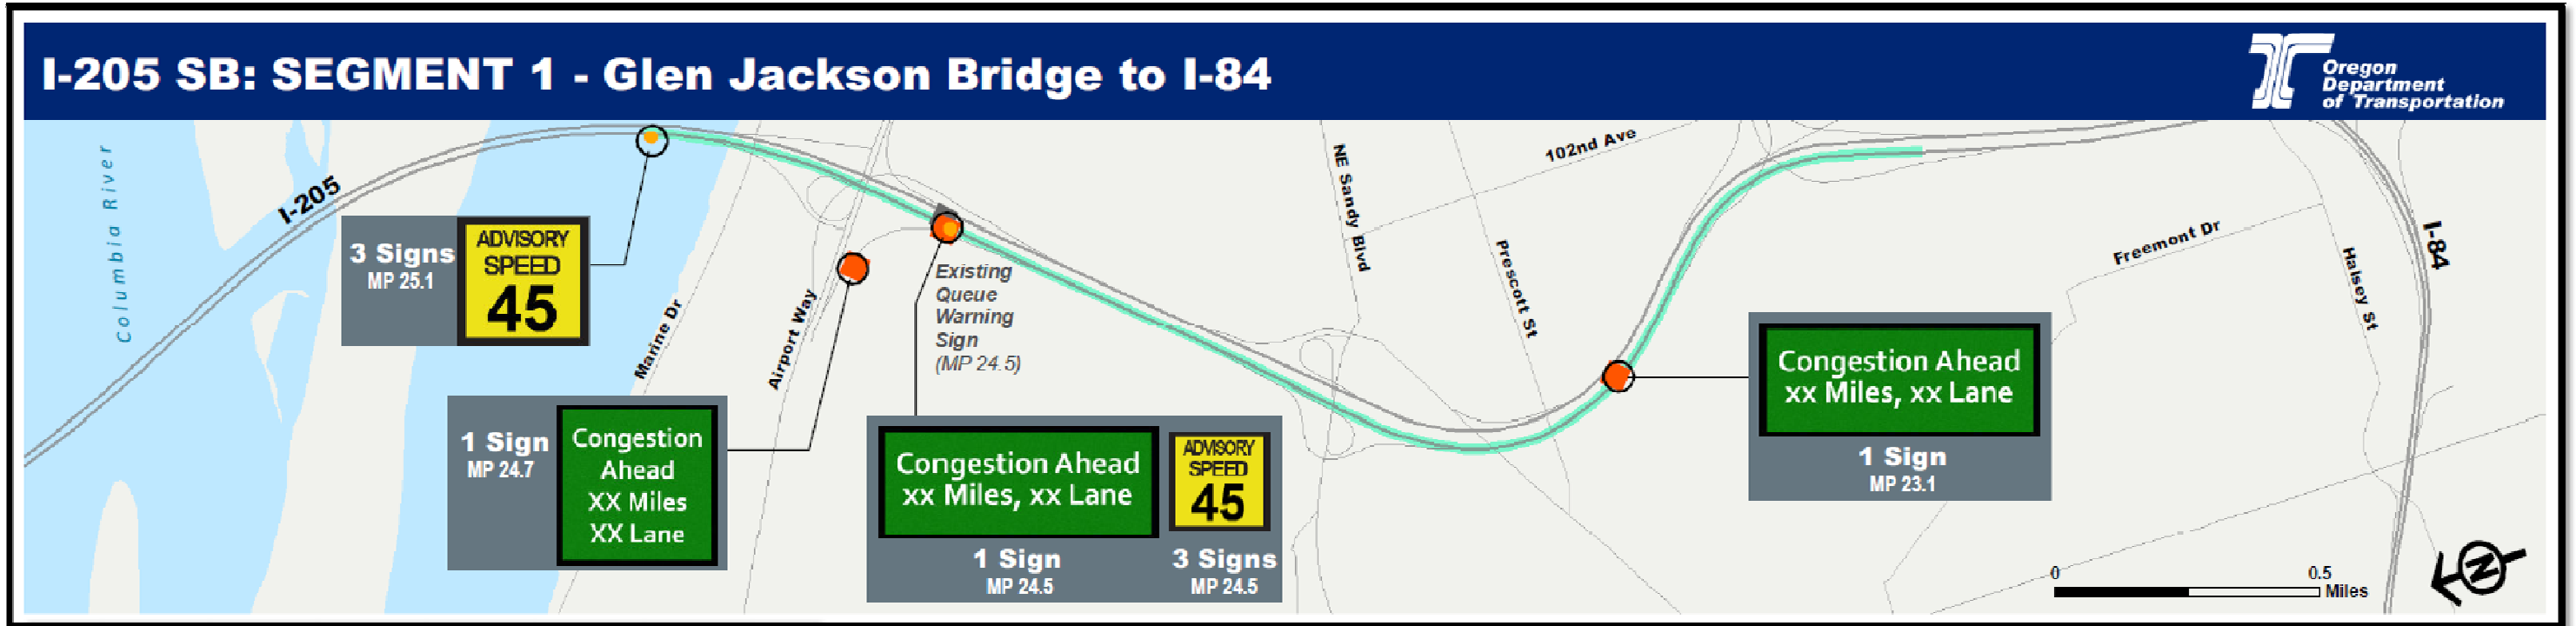 I-205 SB: SEGMENT 1 - Glen Jackson Bridge to I-84
Oregon
Department
of Transportation
Columbia River
I-205
3 Signs
MP 25.1
ADVISORY
SPEED
45
Marine Dr
Airport Way
1 Sign
MP 24.7
Congestion
Ahead
XX Miles
XX Lane
Existing
Queue
Warning
Sign
(MP 24.5)
Congestion Ahead
xx Miles, xx Lane
1 Sign
MP 24.5
ADVISORY
SPEED
45
3 Signs
MP 24.5
NE Sandy Blvd
102nd Ave
Prescott St
Congestion Ahead
xx Miles, xx Lane
1 Sign
MP 23.1
Freemont Dr
Halsey St
I-84
0
0.5
Miles
N